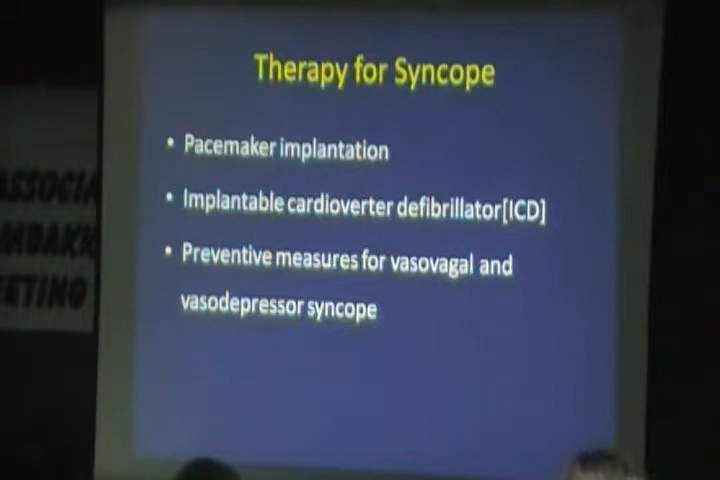 Therapy for Syncope
• Pacemaker implantation
• Implantable cardioverter defibrillator[ICD]
• Preventive measures for vasovagal and
vasodepressor syncope